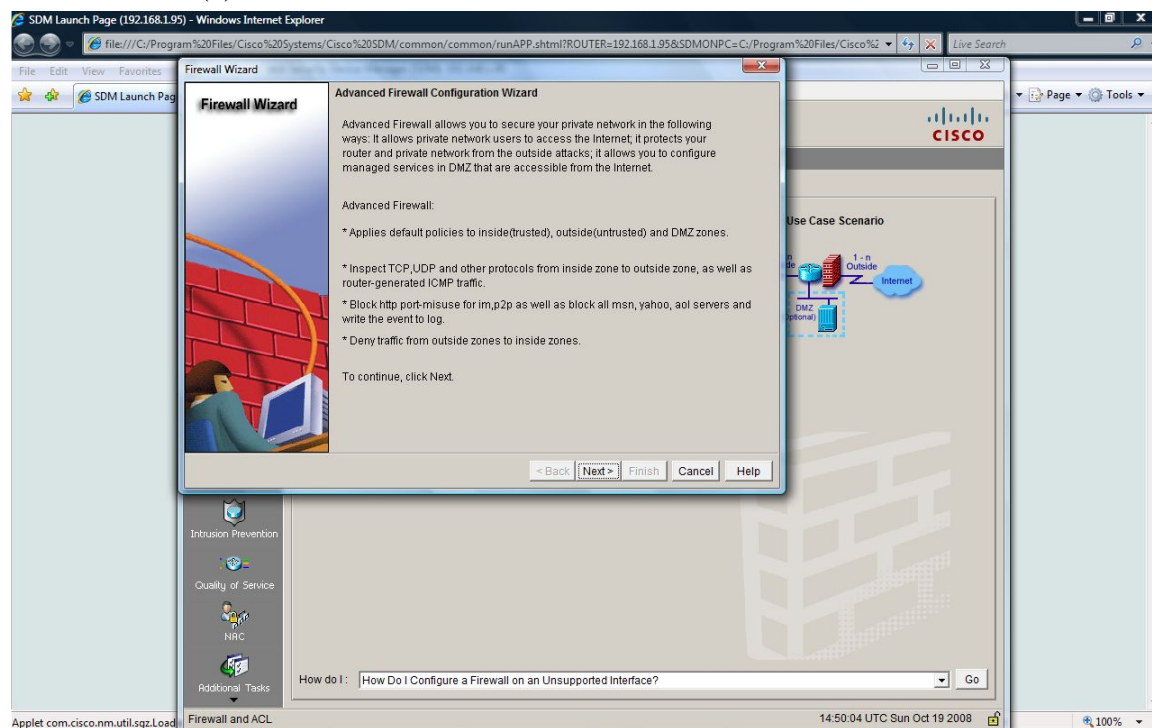 SDM Launch Page (192.168.1.95) - Windows Internet Explorer
file:///C:/Program%20Files/Cisco%20Systems/Cisco%20SDM/common/common/runAPP.shtml?ROUTER=192.168.1.95&SDMONPC=C:/Program%20Files/Cisco%2
Live Search
File Edit View Favorites
SDM Launch Pag
Page Tools
Firewall Wizard
Firewall Wizard
Advanced Firewall Configuration Wizard
Advanced Firewall allows you to secure your private network in the following
ways: It allows private network users to access the Internet; it protects your
router and private network from the outside attacks; it allows you to configure
managed services in DMZ that are accessible from the Internet.
Advanced Firewall:
* Applies default policies to inside(trusted), outside(untrusted) and DMZ zones.
* Inspect TCP,UDP and other protocols from inside zone to outside zone, as well as
router-generated ICMP traffic.
* Block http port-misuse for im,p2p as well as block all msn, yahoo, aol servers and
write the event to log.
* Deny traffic from outside zones to inside zones.
To continue, click Next.
< Back Next > Finish Cancel Help
CISCO
Use Case Scenario
1 - n
Outside
Internet
DMZ
Intrusion Prevention
Quality of Service
NAC
Additional Tasks
How do I: How Do I Configure a Firewall on an Unsupported Interface? Go
Firewall and ACL
14:50:04 UTC Sun Oct 19 2008
Applet com.cisco.nm.util.sgz.Load
100%